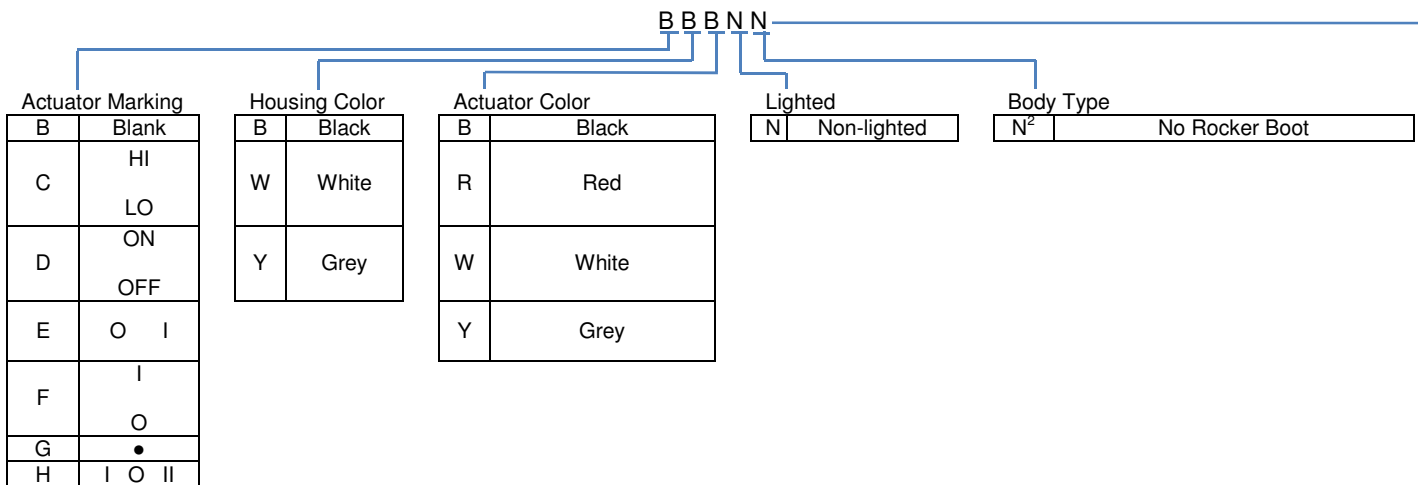 B B B N N
Actuator Marking
B Blank
C HI LO
D ON OFF
E O I
F I O
G ●
H I O II
Housing Color
B Black
W White
Y Grey
Actuator Color
B Black
R Red
W White
Y Grey
Lighted
N Non-lighted
Body Type
N² No Rocker Boot